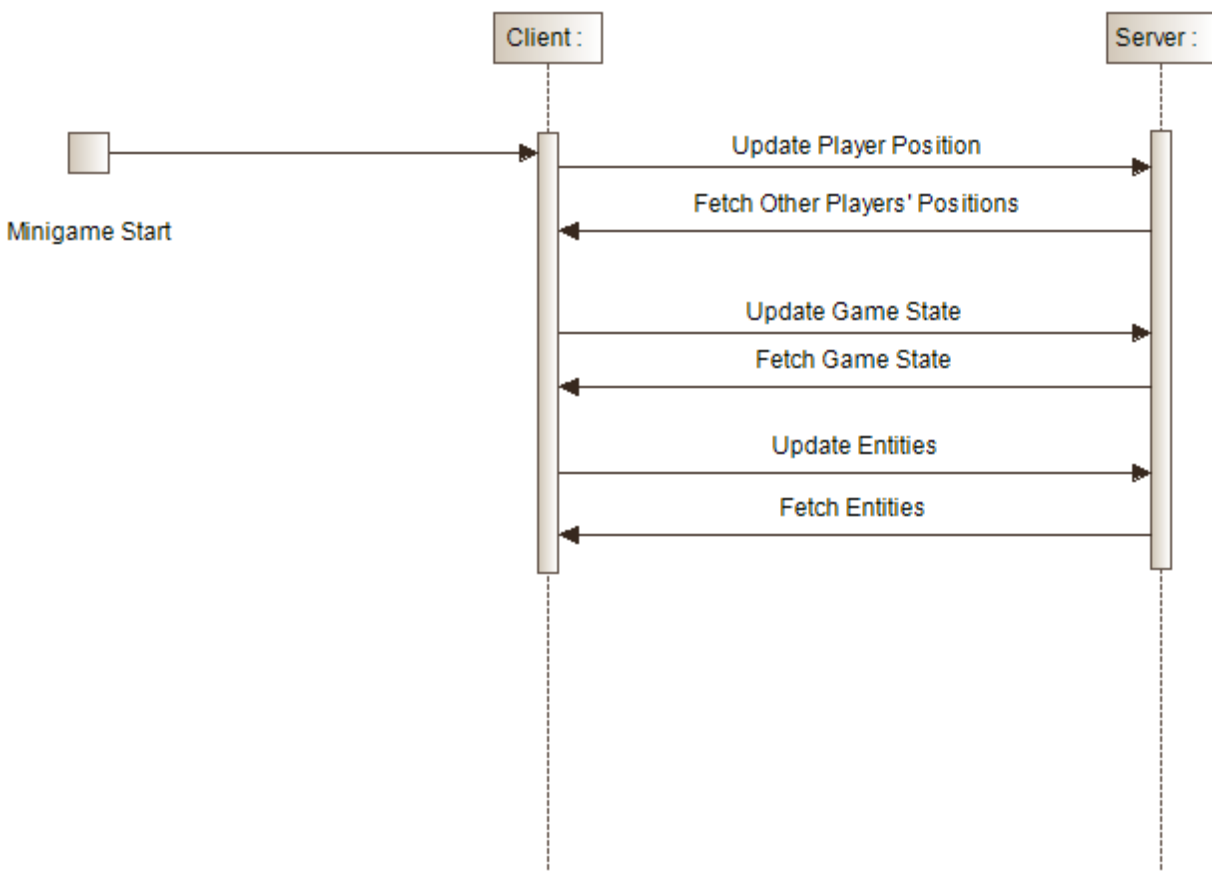 Client :
Server :
Update Player Position
Fetch Other Players' Positions
Minigame Start
Update Game State
Fetch Game State
Update Entities
Fetch Entities